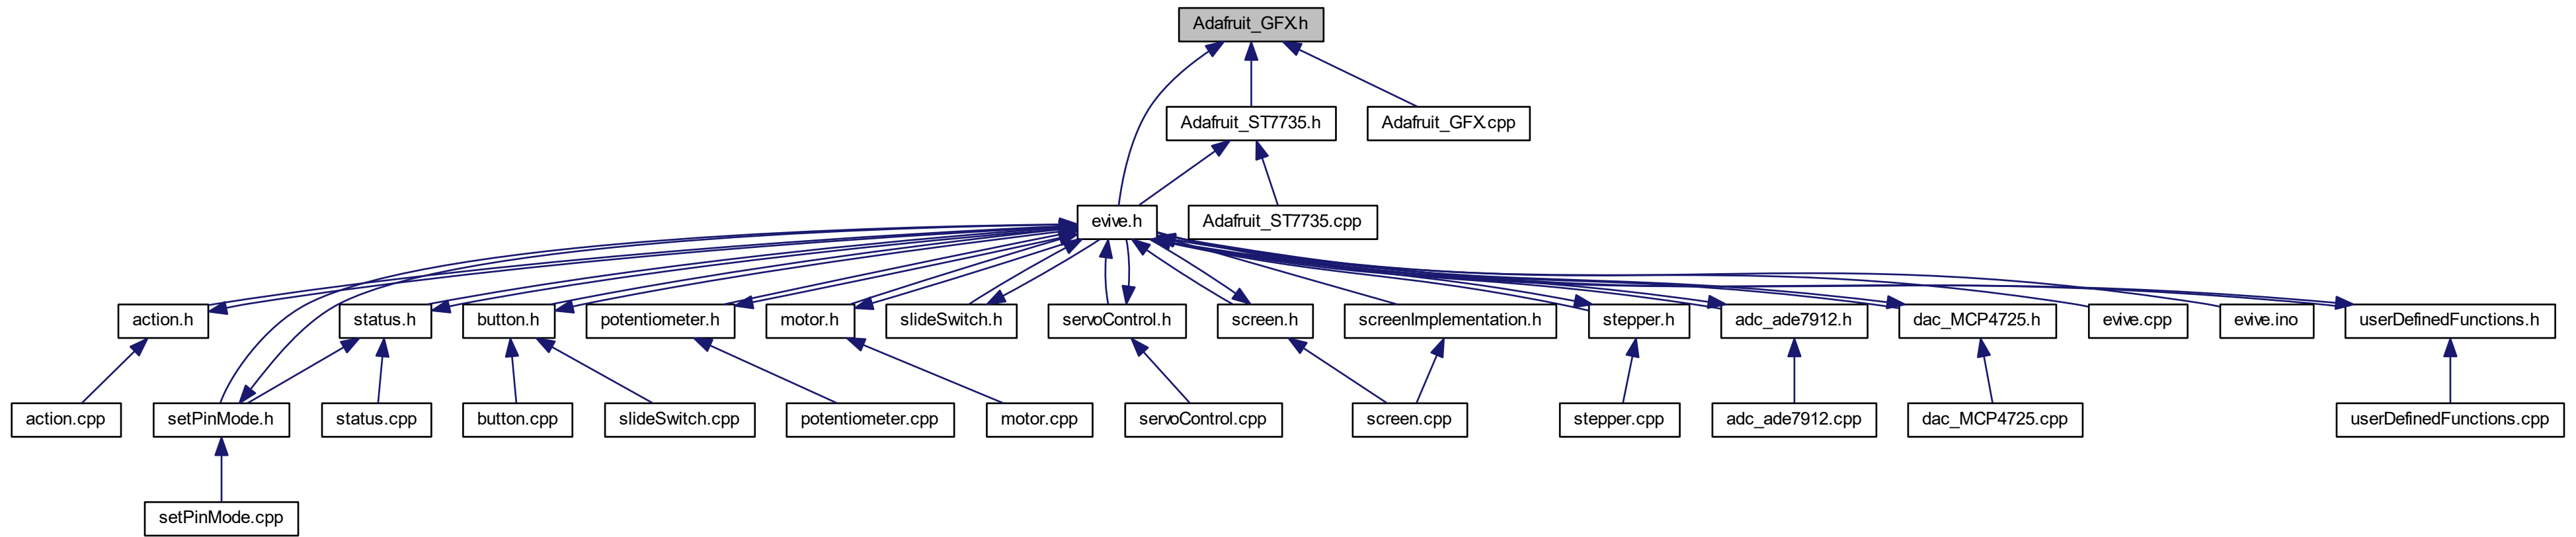 Adafruit_GFX.h
Adafruit_ST7735.h
Adafruit_GFX.cpp
evive.h
Adafruit_ST7735.cpp
action.h
status.h
button.h
potentiometer.h
motor.h
slideSwitch.h
servoControl.h
screen.h
screenImplementation.h
stepper.h
adc_ade7912.h
dac_MCP4725.h
evive.cpp
evive.ino
userDefinedFunctions.h
action.cpp
setPinMode.h
status.cpp
button.cpp
slideSwitch.cpp
potentiometer.cpp
motor.cpp
servoControl.cpp
screen.cpp
stepper.cpp
adc_ade7912.cpp
dac_MCP4725.cpp
userDefinedFunctions.cpp
setPinMode.cpp